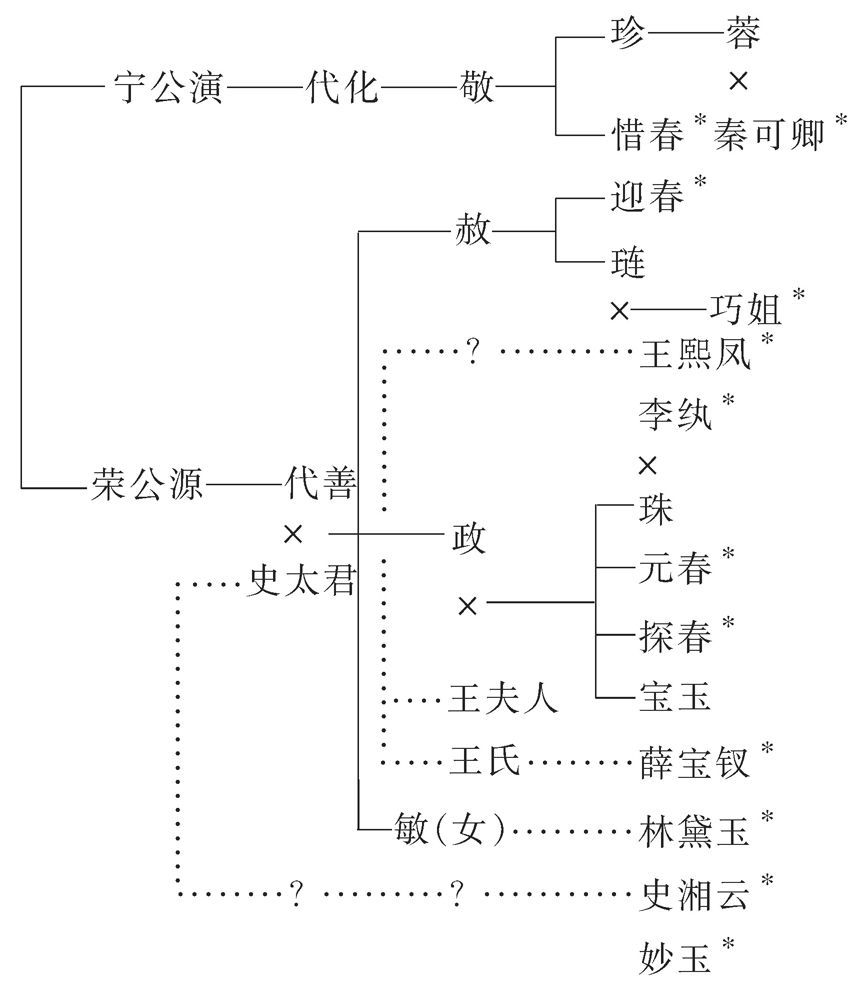 珍 蓉
宁公演 代化 敬 ×
惜春* 秦可卿*
迎春*
赦
琏
× 巧姐*
? 王熙凤*
李纨*
×
荣公源 代善
珠
× 政
元春*
史太君
×
探春*
王夫人 宝玉
王氏 薛宝钗*
敏(女) 林黛玉*
? ? 史湘云*
妙玉*